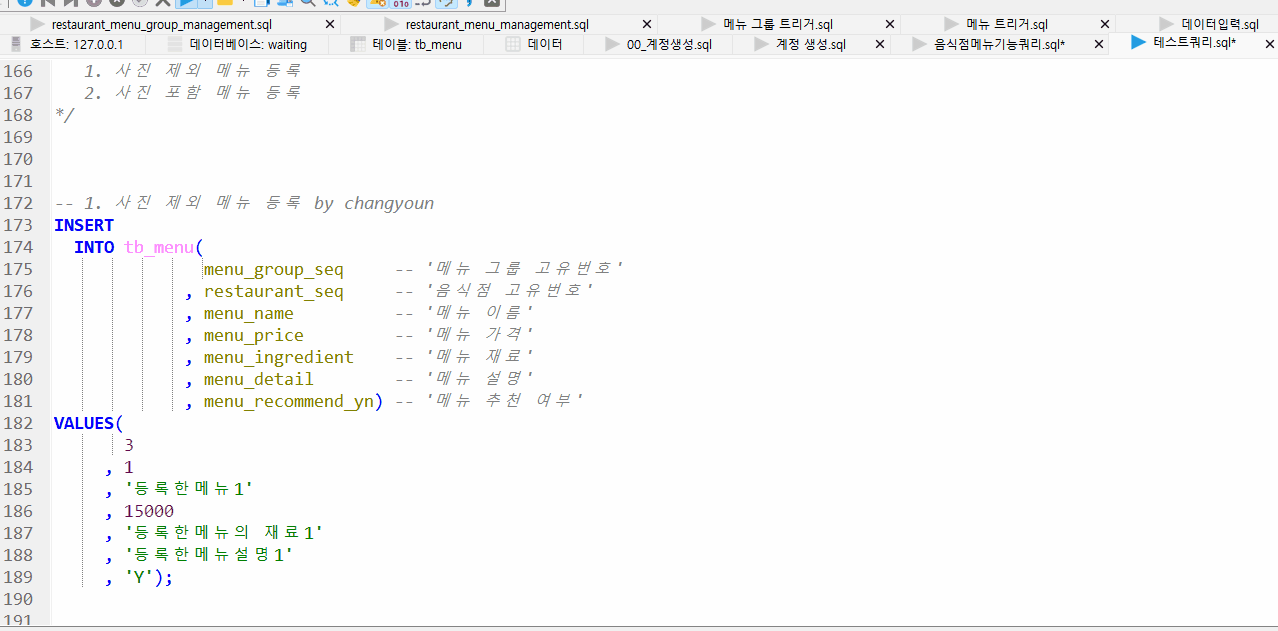 restaurant_menu_group_management.sql restaurant_menu_management.sql 메뉴 그룹 트리거.sql 메뉴 트리거.sql 데이터입력.sql
호스트: 127.0.0.1 데이터베이스: waiting 테이블: tb_menu 데이터 00_계정생성.sql 계정 생성.sql 음식점메뉴기능쿼리.sql* 테스트쿼리.sql*
166 1. 사진 제외 메뉴 등록
167 2. 사진 포함 메뉴 등록
168 */
169
170
171
172 -- 1. 사진 제외 메뉴 등록 by changyoun
173 INSERT
174 INTO tb_menu(
175 menu_group_seq -- '메뉴 그룹 고유번호'
176 , restaurant_seq -- '음식점 고유번호'
177 , menu_name -- '메뉴 이름'
178 , menu_price -- '메뉴 가격'
179 , menu_ingredient -- '메뉴 재료'
180 , menu_detail -- '메뉴 설명'
181 , menu_recommend_yn) -- '메뉴 추천 여부'
182 VALUES(
183 3
184 , 1
185 , '등록한메뉴1'
186 , 15000
187 , '등록한메뉴의 재료1'
188 , '등록한메뉴설명1'
189 , 'Y');
190
191